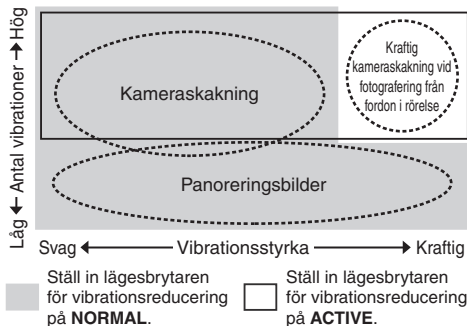 Låg ← Antal vibrationer → Hög
Kameraskakning
Kraftig
kameraskakning vid
fotografering från
fordon i rörelse
Panoreringsbilder
Svag ← Vibrationsstyrka → Kraftig
Ställ in lägesbrytaren
för vibrationsreducering
på NORMAL.
Ställ in lägesbrytaren
för vibrationsreducering
på ACTIVE.